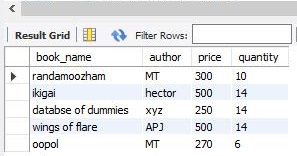 Result Grid Filter Rows:
book_name author price quantity
randamoozham MT 300 10
ikigai hector 500 14
databse of dummies xyz 250 14
wings of flare APJ 500 14
oopol MT 270 6